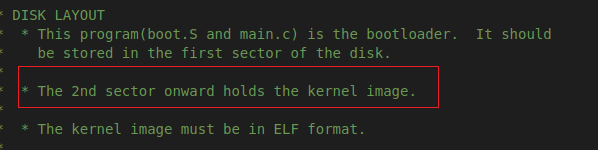 * DISK LAYOUT
*  * This program(boot.S and main.c) is the bootloader.  It should
*    be stored in the first sector of the disk.
*
*  * The 2nd sector onward holds the kernel image.
*
*  * The kernel image must be in ELF format.
*